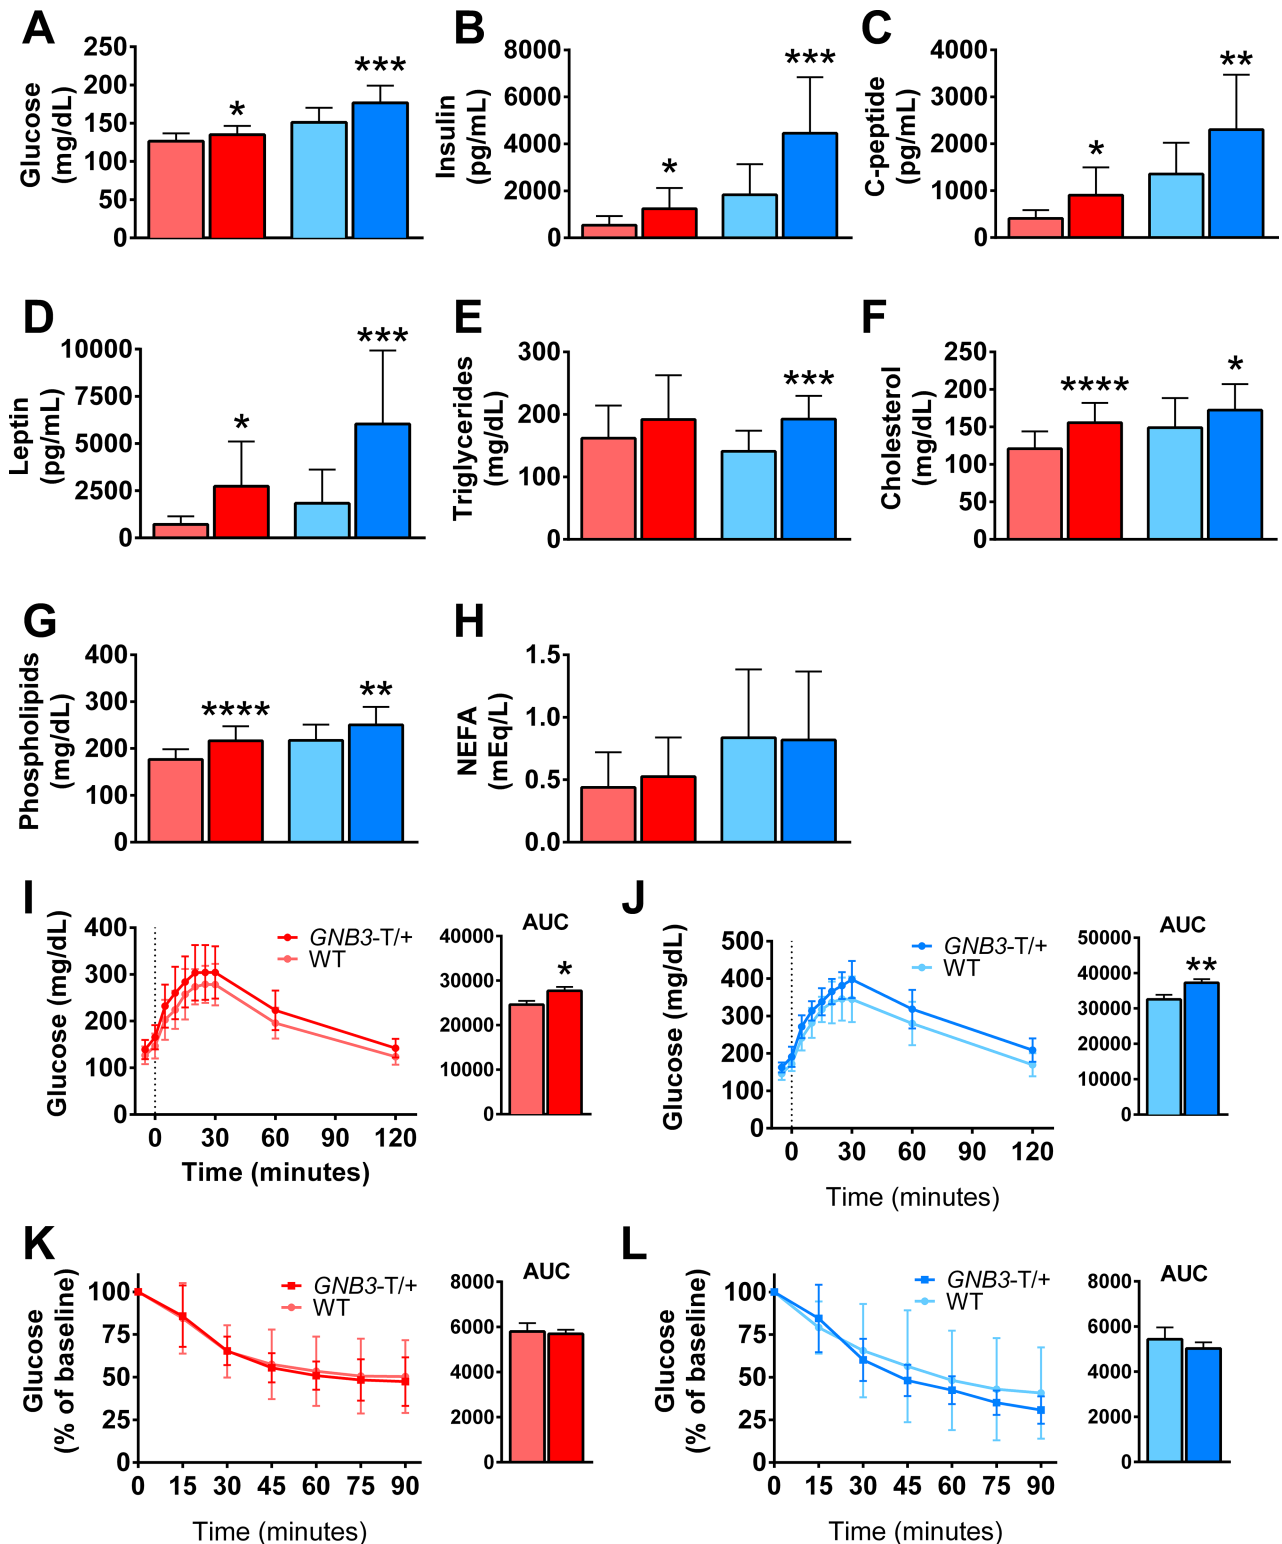 A
Glucose
(mg/dL)
250
200
150
100
50
0
*
***
B
Insulin
(pg/mL)
8000
6000
4000
2000
0
*
***
C
C-peptide
(pg/mL)
4000
3000
2000
1000
0
*
**
D
Leptin
(pg/mL)
10000
7500
5000
2500
0
*
***
E
Triglycerides
(mg/dL)
300
200
100
0
***
F
Cholesterol
(mg/dL)
250
200
150
100
50
0
****
*
G
Phospholipids
(mg/dL)
400
300
200
100
0
****
**
H
NEFA
(mEq/L)
1.5
1.0
0.5
0.0
I
Glucose (mg/dL)
400
300
200
100
0
GNB3-T/+
WT
0 30 60 90 120
Time (minutes)
AUC
40000
30000
20000
10000
0
*
J
Glucose (mg/dL)
500
400
300
200
100
0
GNB3-T/+
WT
0 30 60 90 120
Time (minutes)
AUC
50000
40000
30000
20000
10000
0
**
K
Glucose
(% of baseline)
100
75
50
25
0
GNB3-T/+
WT
0 15 30 45 60 75 90
Time (minutes)
AUC
8000
6000
4000
2000
0
L
Glucose
(% of baseline)
100
75
50
25
0
GNB3-T/+
WT
0 15 30 45 60 75 90
Time (minutes)
AUC
8000
6000
4000
2000
0